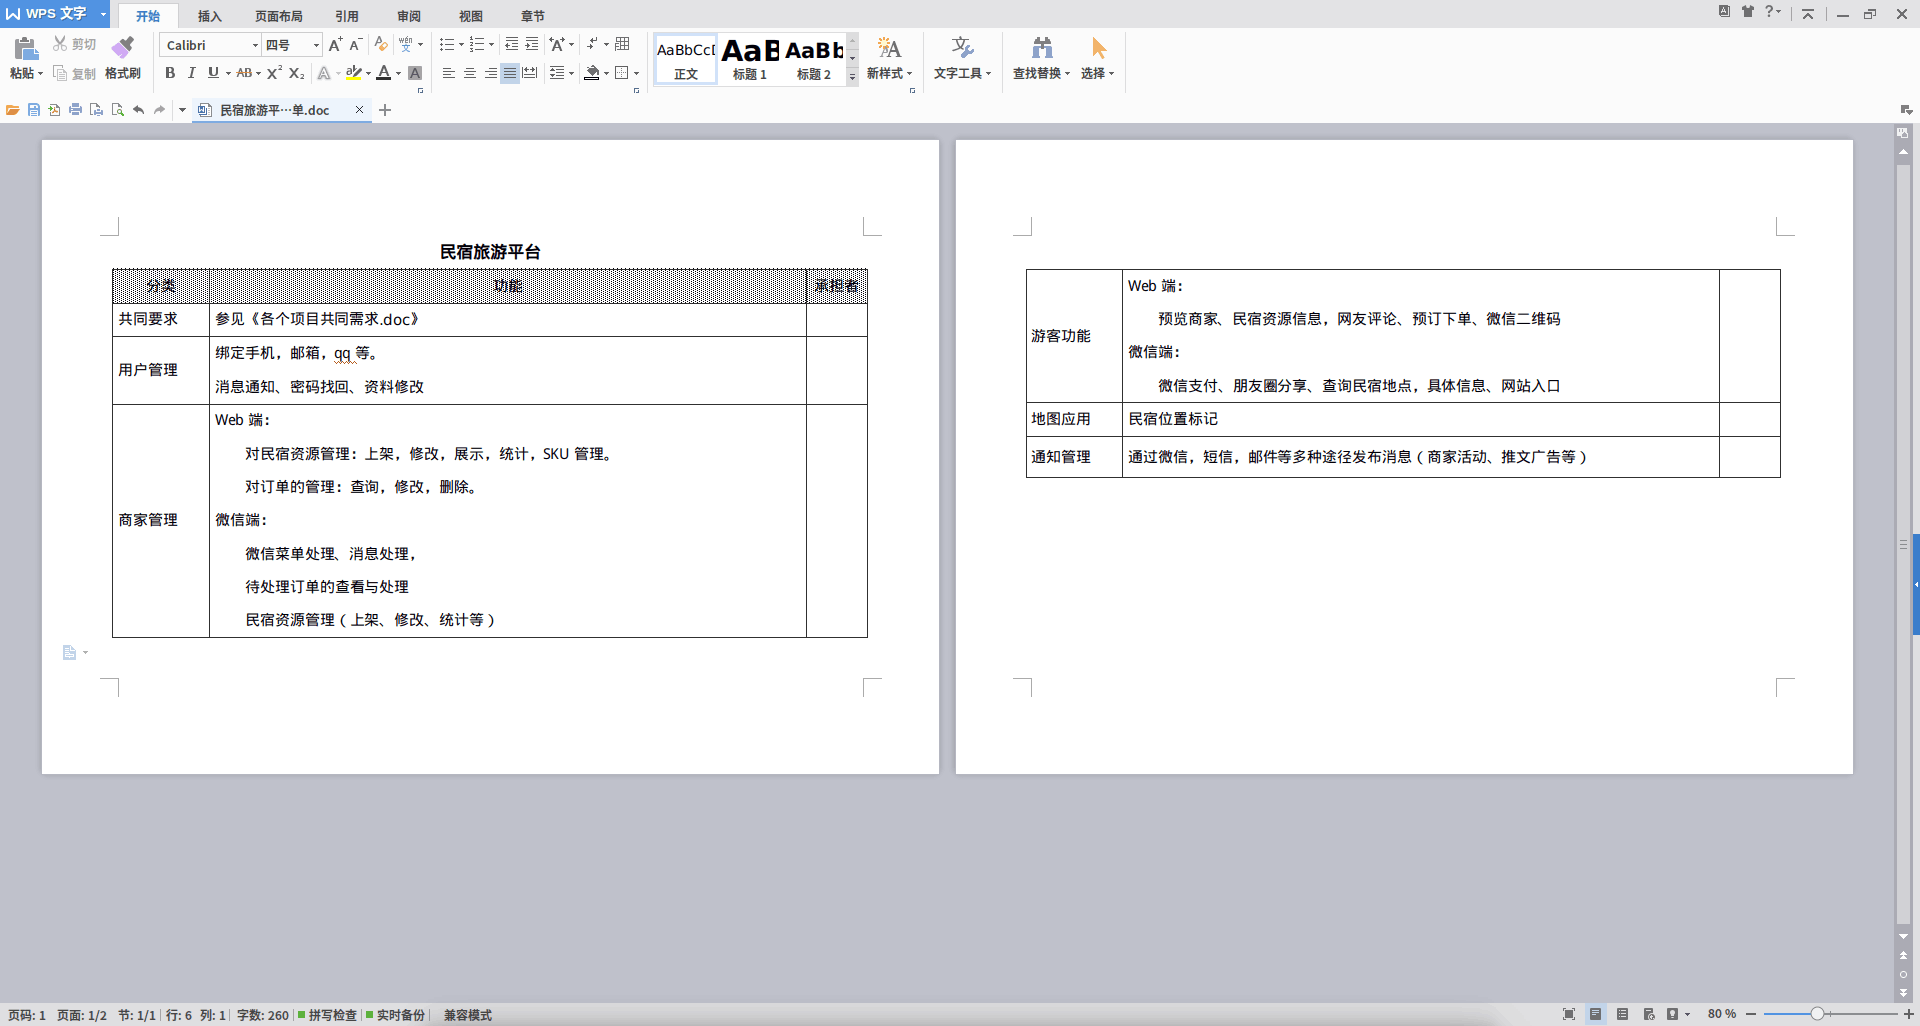 WPS 文字
开始 插入 页面布局 引用 审阅 视图 章节
粘贴 剪切 复制 格式刷
Calibri 四号
AaBbCcD 正文
AaB 标题 1
AaBb 标题 2
新样式 文字工具 查找替换 选择
民宿旅游平…单.doc
民宿旅游平台
分类 功能 承担者
共同要求 参见《各个项目共同需求.doc》
用户管理
绑定手机，邮箱，qq 等。
消息通知、密码找回、资料修改
商家管理
Web 端：
对民宿资源管理：上架，修改，展示，统计，SKU 管理。
对订单的管理：查询，修改，删除。
微信端：
微信菜单处理、消息处理，
待处理订单的查看与处理
民宿资源管理（上架、修改、统计等）
游客功能
Web 端：
预览商家、民宿资源信息，网友评论、预订下单、微信二维码
微信端：
微信支付、朋友圈分享、查询民宿地点，具体信息、网站入口
地图应用 民宿位置标记
通知管理 通过微信，短信，邮件等多种途径发布消息（商家活动、推文广告等）
页码: 1 页面: 1/2 节: 1/1 行: 6 列: 1 字数: 260 拼写检查 实时备份 兼容模式 80 %